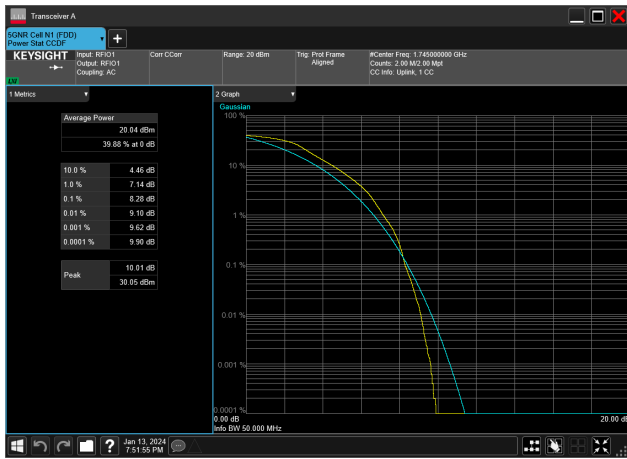 Transceiver A
5GNR Cell N1 (FDD)
Power Stat CCDF
KEYSIGHT
LXI
Input: RFIO1
Output: RFIO1
Coupling: AC
Corr CCorr
Range: 20 dBm
Trig: Prot Frame
Aligned
#Center Freq: 1.745000000 GHz
Counts: 2.00 M/2.00 Mpt
CC Info: Uplink, 1 CC
1 Metrics
Average Power
20.04 dBm
39.88 % at 0 dB
10.0 % 4.46 dB
1.0 % 7.14 dB
0.1 % 8.28 dB
0.01 % 9.10 dB
0.001 % 9.62 dB
0.0001 % 9.90 dB
Peak
10.01 dB
30.05 dBm
2 Graph
Gaussian
100 %
10 %
1 %
0.1 %
0.01 %
0.001 %
0.0001 %
0.00 dB
20.00 dB
Info BW 50.000 MHz
?
Jan 13, 2024
7:51:55 PM